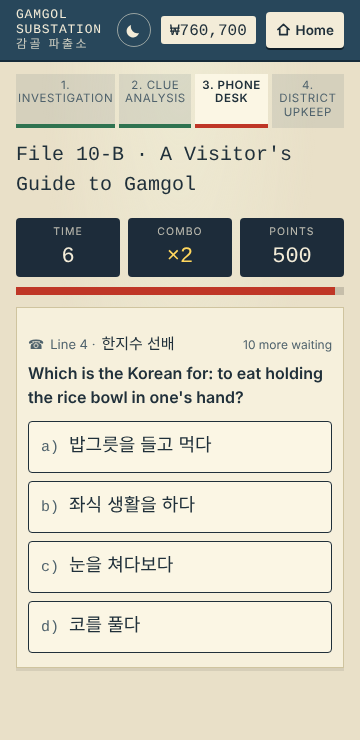 GAMGOL
SUBSTATION
감골 파출소
₩760,700
Home
1.
INVESTIGATION
2. CLUE
ANALYSIS
3. PHONE
DESK
4.
DISTRICT
UPKEEP
File 10-B · A Visitor's
Guide to Gamgol
TIME
6
COMBO
×2
POINTS
500
☎ Line 4 · 한지수 선배
10 more waiting
Which is the Korean for: to eat holding
the rice bowl in one's hand?
a) 밥그릇을 들고 먹다
b) 좌식 생활을 하다
c) 눈을 쳐다보다
d) 코를 풀다